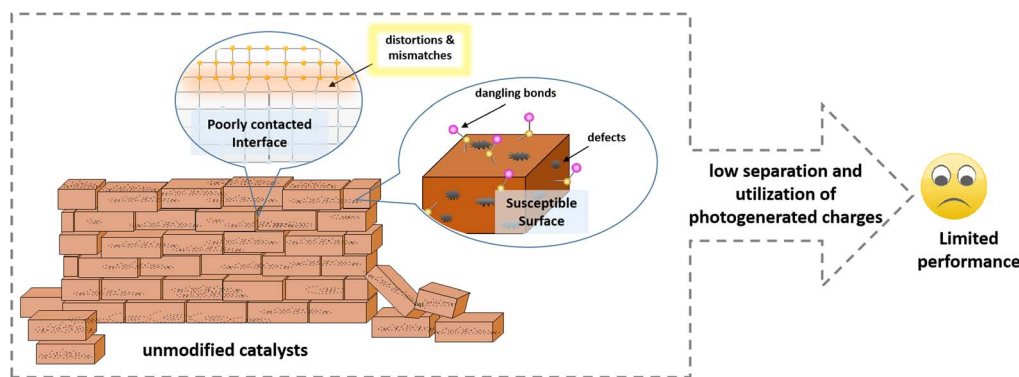 distortions &
mismatches
Poorly contacted
Interface
dangling bonds
defects
Susceptible
Surface
unmodified catalysts
low separation and
utilization of
photogenerated charges
Limited
performance